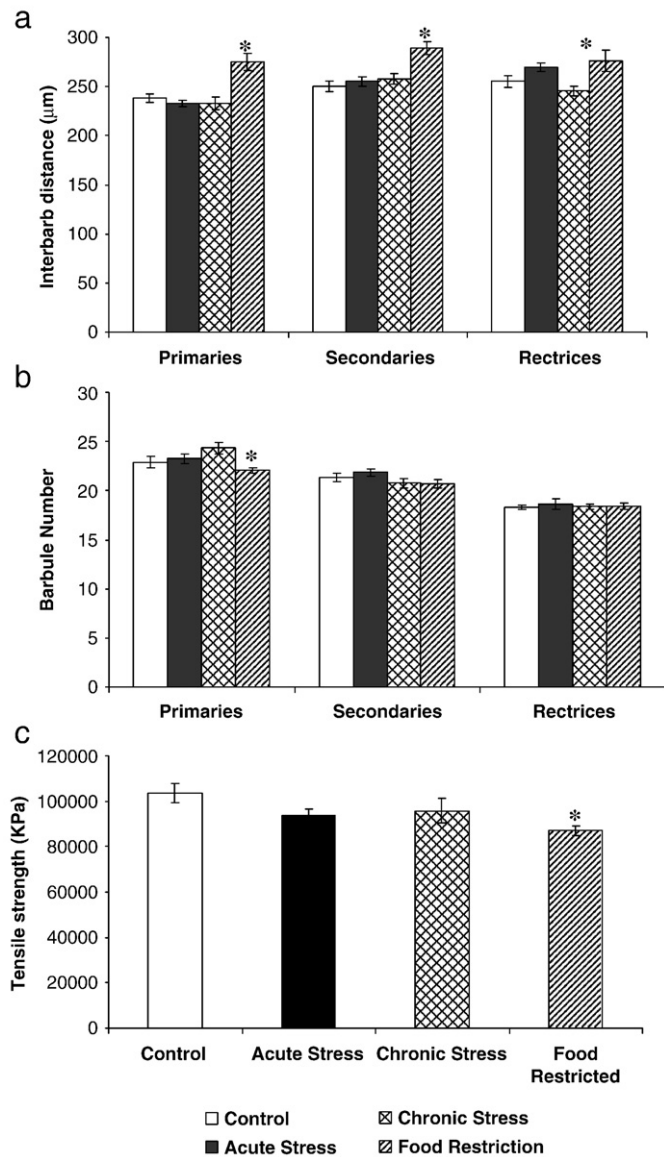 a
300
250
200
150
100
50
0
Interbarb distance (µm)
*
*
*
Primaries Secondaries Rectrices
b
30
25
20
15
10
5
0
Barbule Number
*
Primaries Secondaries Rectrices
c
120000
100000
80000
60000
40000
20000
0
Tensile strength (KPa)
*
Control Acute Stress Chronic Stress Food
Restricted
Control Chronic Stress
Acute Stress Food Restriction